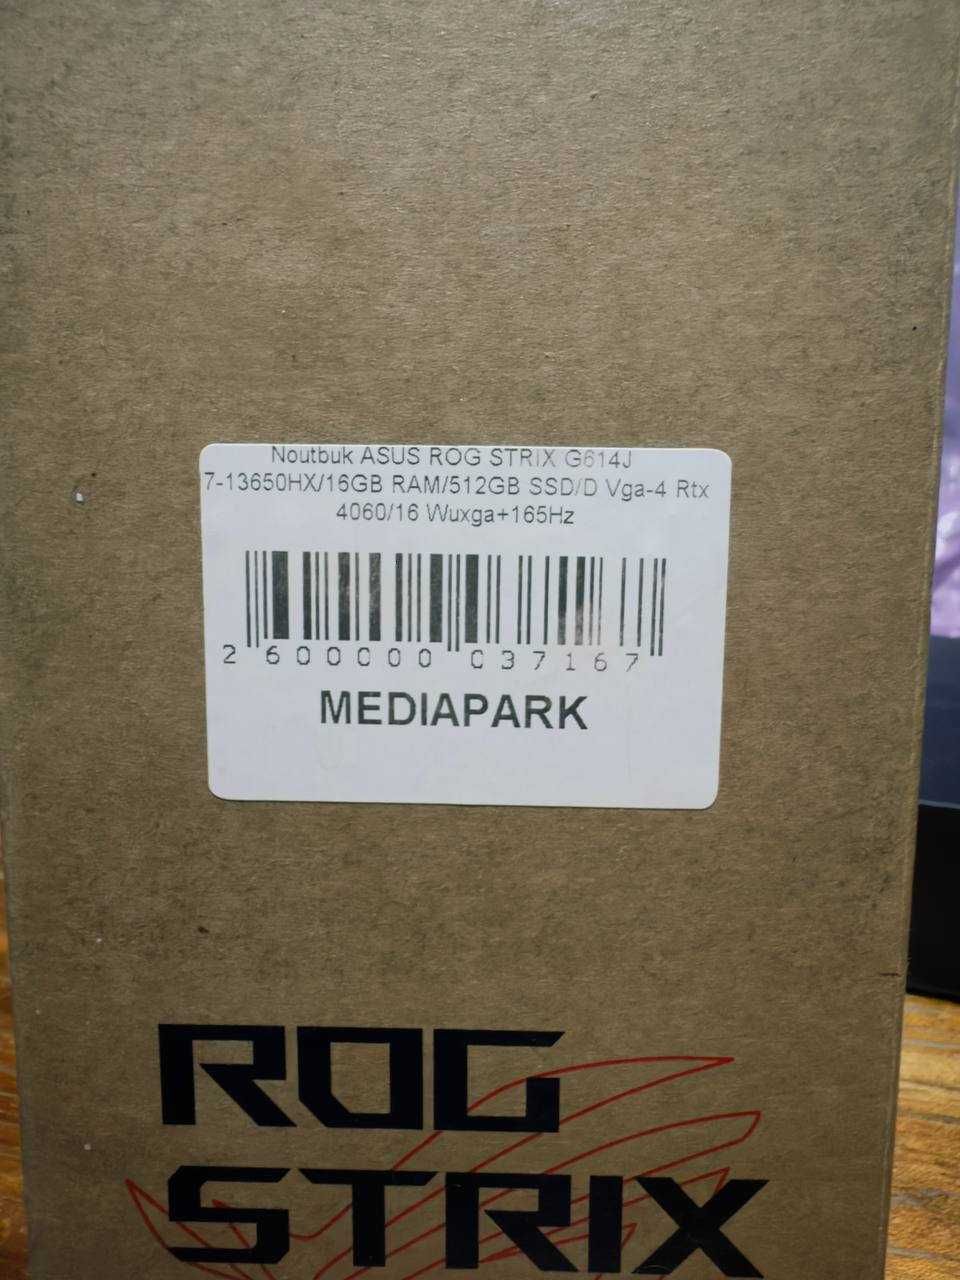 Noutbuk ASUS ROG STRIX G614J
7-13650HX/16GB RAM/512GB SSD/D Vga-4 Rtx
4060/16 Wuxga+165Hz
2 600000 037167
MEDIAPARK
ROG
STRIX